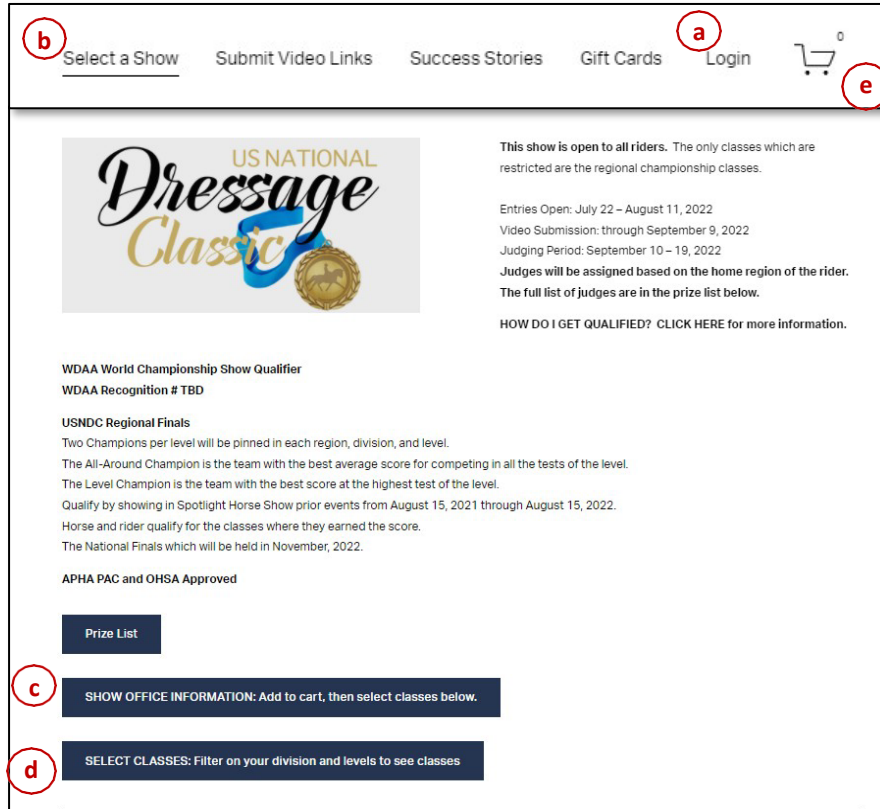 b
Select a Show
Submit Video Links
Success Stories
Gift Cards
a
Login
0
e
US NATIONAL
Dressage
Classic
This show is open to all riders. The only classes which are
restricted are the regional championship classes.
Entries Open: July 22 – August 11, 2022
Video Submission: through September 9, 2022
Judging Period: September 10 – 19, 2022
Judges will be assigned based on the home region of the rider.
The full list of judges are in the prize list below.
HOW DO I GET QUALIFIED? CLICK HERE for more information.
WDAA World Championship Show Qualifier
WDAA Recognition # TBD
USNDC Regional Finals
Two Champions per level will be pinned in each region, division, and level.
The All-Around Champion is the team with the best average score for competing in all the tests of the level.
The Level Champion is the team with the best score at the highest test of the level.
Qualify by showing in Spotlight Horse Show prior events from August 15, 2021 through August 15, 2022.
Horse and rider qualify for the classes where they earned the score.
The National Finals which will be held in November, 2022.
APHA PAC and OHSA Approved
Prize List
c
SHOW OFFICE INFORMATION: Add to cart, then select classes below.
d
SELECT CLASSES: Filter on your division and levels to see classes